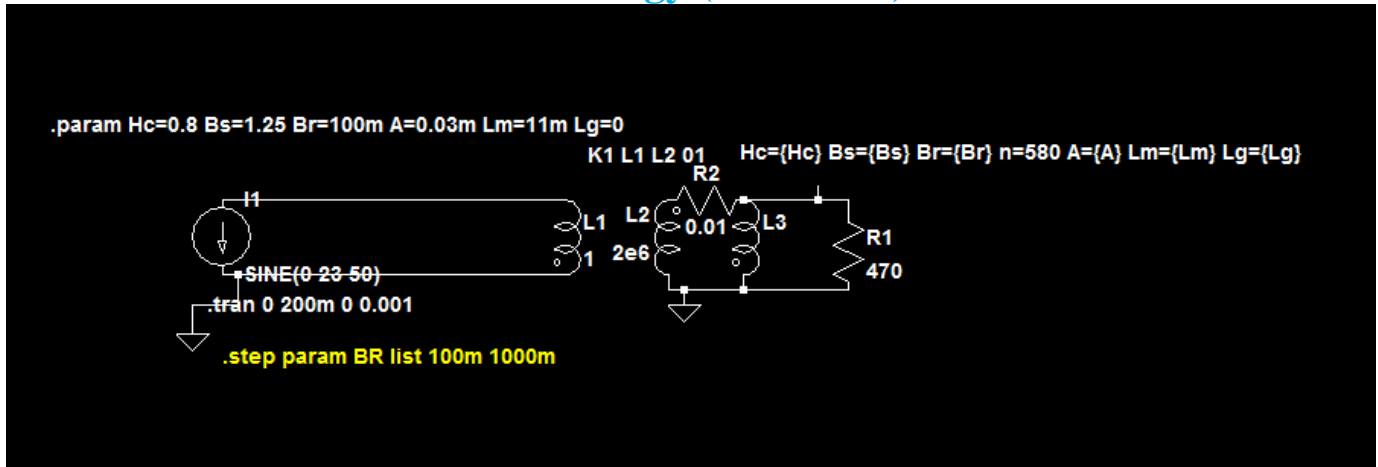 .param Hc=0.8 Bs=1.25 Br=100m A=0.03m Lm=11m Lg=0
K1 L1 L2 01
Hc={Hc} Bs={Bs} Br={Br} n=580 A={A} Lm={Lm} Lg={Lg}
R2
I1
L1
L2
0.01
L3
R1
1
2e6
470
SINE(0 23 50)
.tran 0 200m 0 0.001
.step param BR list 100m 1000m